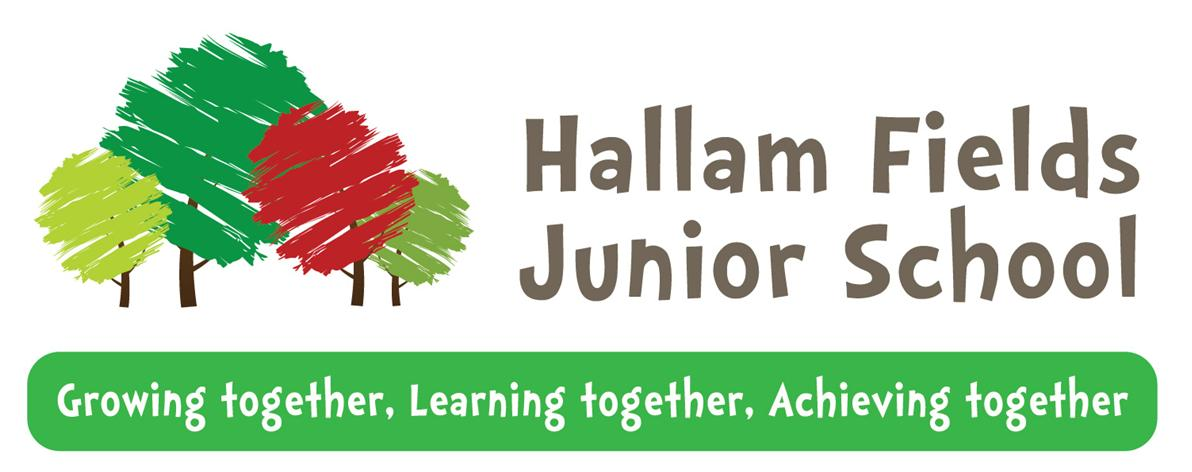 Hallam Fields
Junior School
Growing together, Learning together, Achieving together